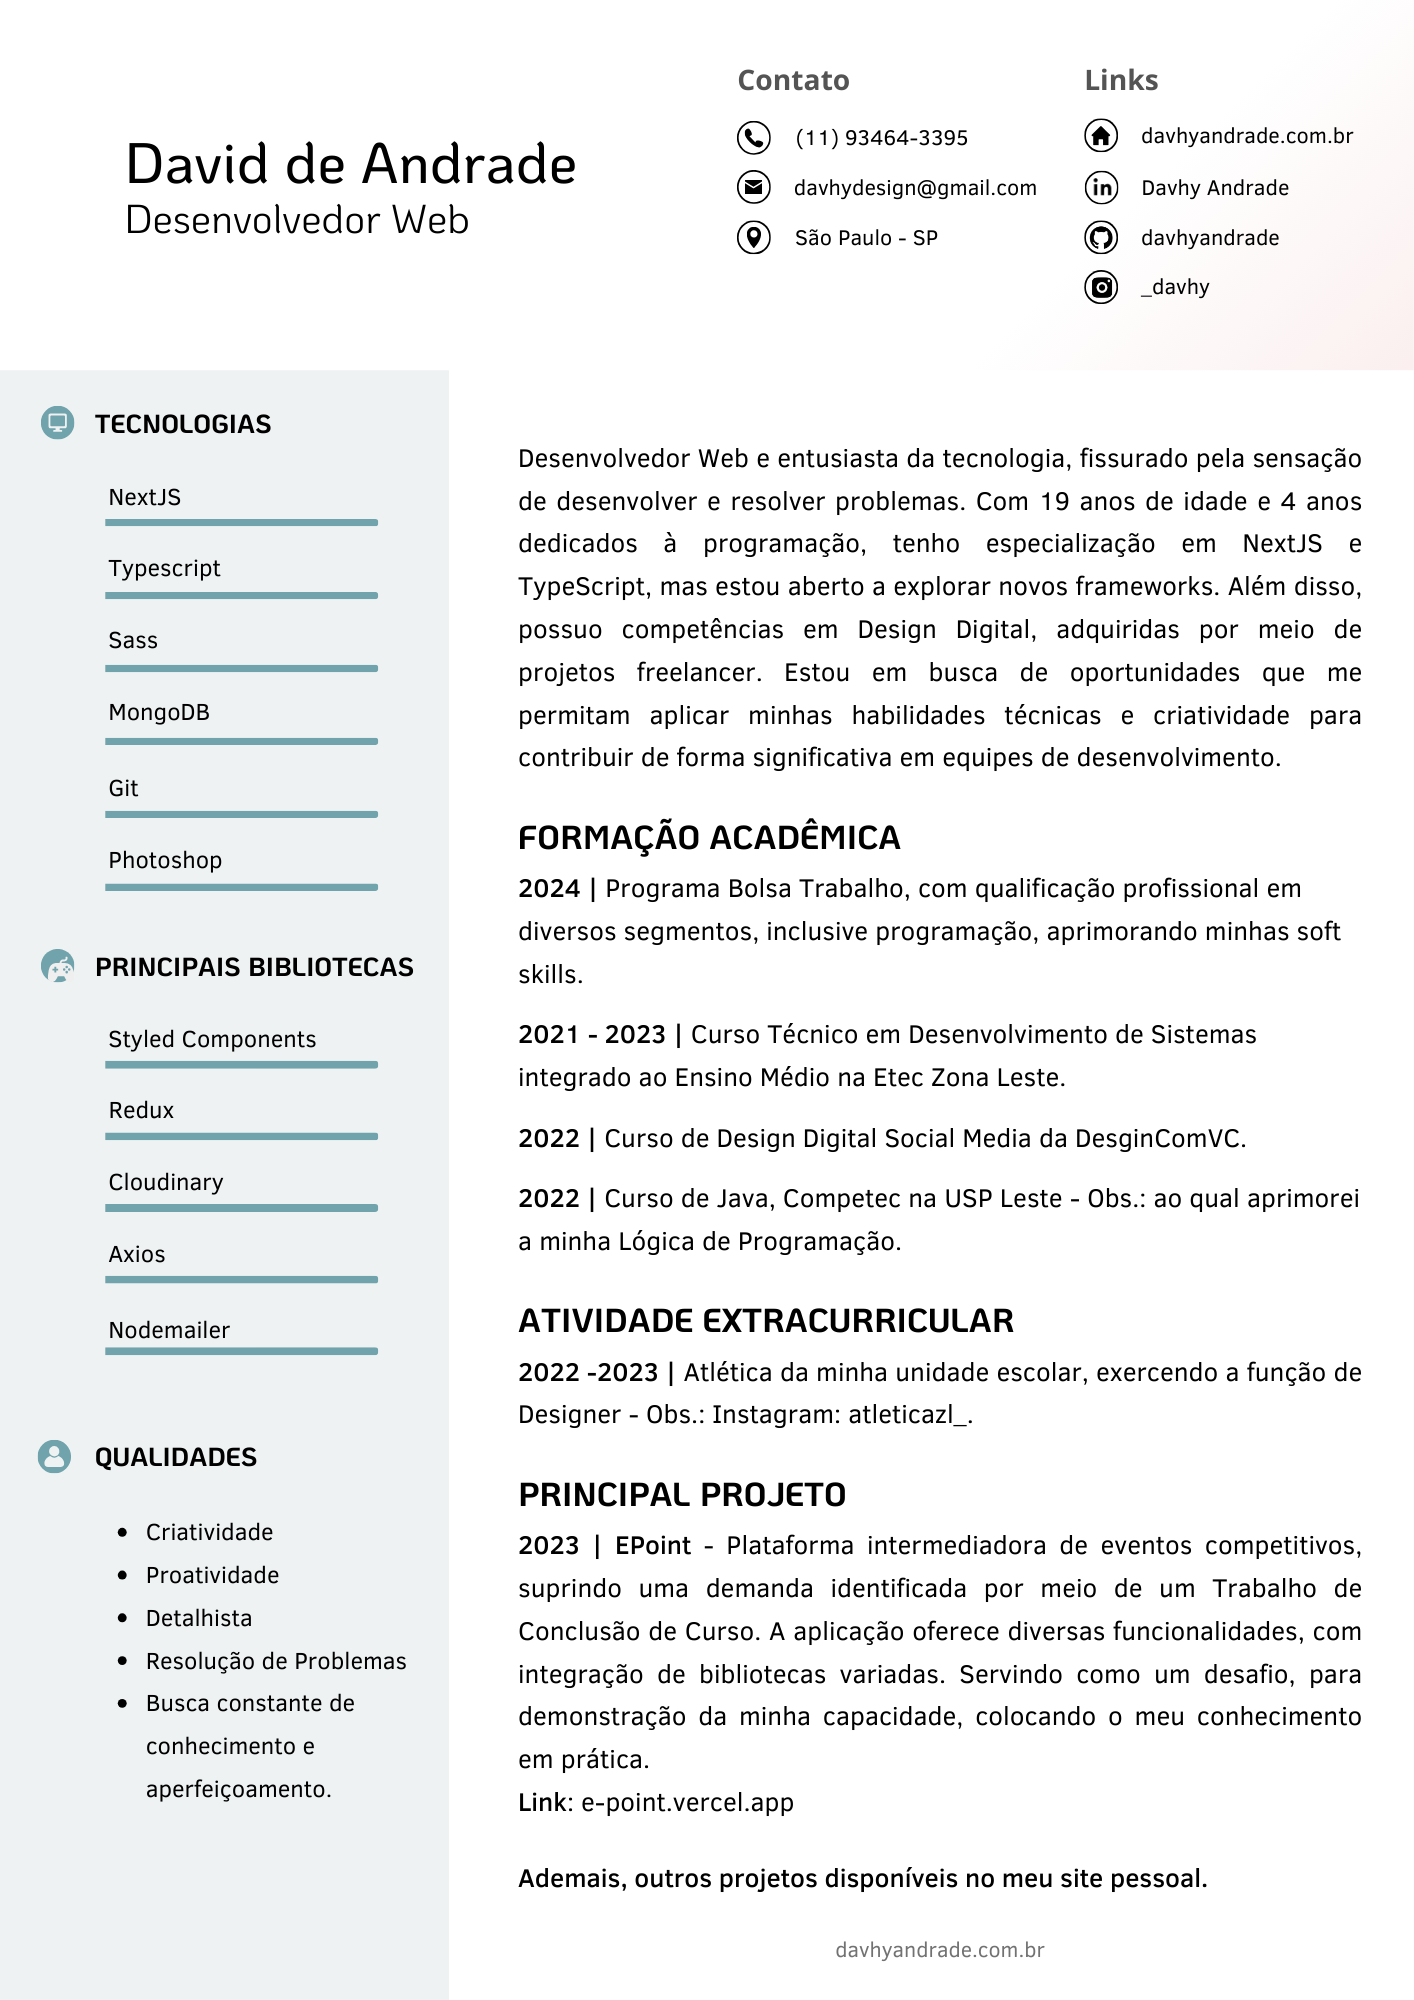 David de Andrade
Desenvolvedor Web
Contato
(11) 93464-3395
davhydesign@gmail.com
São Paulo - SP
Links
davhyandrade.com.br
Davhy Andrade
davhyandrade
_davhy
TECNOLOGIAS
NextJS
Typescript
Sass
MongoDB
Git
Photoshop
PRINCIPAIS BIBLIOTECAS
Styled Components
Redux
Cloudinary
Axios
Nodemailer
QUALIDADES
• Criatividade
• Proatividade
• Detalhista
• Resolução de Problemas
• Busca constante de
conhecimento e
aperfeiçoamento.
Desenvolvedor Web e entusiasta da tecnologia, fissurado pela sensação
de desenvolver e resolver problemas. Com 19 anos de idade e 4 anos
dedicados à programação, tenho especialização em NextJS e
TypeScript, mas estou aberto a explorar novos frameworks. Além disso,
possuo competências em Design Digital, adquiridas por meio de
projetos freelancer. Estou em busca de oportunidades que me
permitam aplicar minhas habilidades técnicas e criatividade para
contribuir de forma significativa em equipes de desenvolvimento.
FORMAÇÃO ACADÊMICA
2024 | Programa Bolsa Trabalho, com qualificação profissional em
diversos segmentos, inclusive programação, aprimorando minhas soft
skills.
2021 - 2023 | Curso Técnico em Desenvolvimento de Sistemas
integrado ao Ensino Médio na Etec Zona Leste.
2022 | Curso de Design Digital Social Media da DesginComVC.
2022 | Curso de Java, Competec na USP Leste - Obs.: ao qual aprimorei
a minha Lógica de Programação.
ATIVIDADE EXTRACURRICULAR
2022 -2023 | Atlética da minha unidade escolar, exercendo a função de
Designer - Obs.: Instagram: atleticazl_.
PRINCIPAL PROJETO
2023 | EPoint - Plataforma intermediadora de eventos competitivos,
suprindo uma demanda identificada por meio de um Trabalho de
Conclusão de Curso. A aplicação oferece diversas funcionalidades, com
integração de bibliotecas variadas. Servindo como um desafio, para
demonstração da minha capacidade, colocando o meu conhecimento
em prática.
Link: e-point.vercel.app
Ademais, outros projetos disponíveis no meu site pessoal.
davhyandrade.com.br